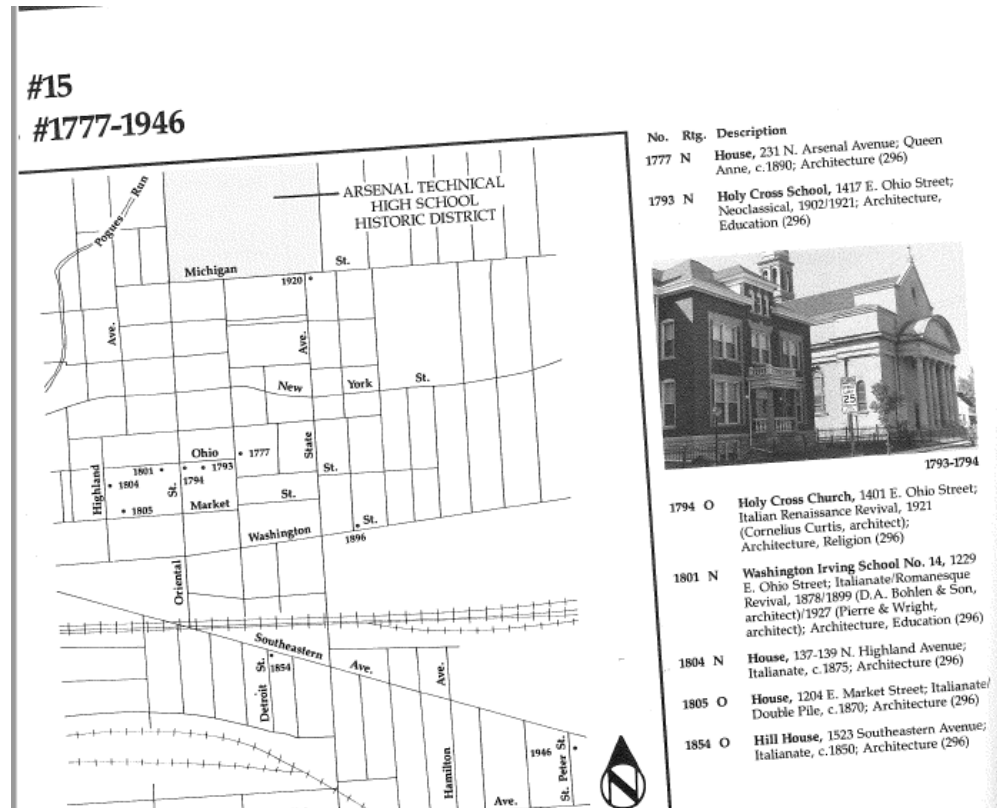 #15
#1777-1946
ARSENAL TECHNICAL
HIGH SCHOOL
HISTORIC DISTRICT
Pogues Run
Michigan St.
1920
Ave.
Ave.
New York St.
Ohio
1777
State
St.
1801
1793
1794
Highland
1804
St.
1805
Market
St.
Washington St.
1896
Oriental
Southeastern Ave.
St.
1854
Detroit
Ave.
Hamilton
1946
St. Peter St.
Ave.
N
No. Rtg. Description
1777 N House, 231 N. Arsenal Avenue; Queen
Anne, c.1890; Architecture (296)
1793 N Holy Cross School, 1417 E. Ohio Street;
Neoclassical, 1902/1921; Architecture,
Education (296)
SPEED
LIMIT
25
1793-1794
1794 O Holy Cross Church, 1401 E. Ohio Street;
Italian Renaissance Revival, 1921
(Cornelius Curtis, architect);
Architecture, Religion (296)
1801 N Washington Irving School No. 14, 1229
E. Ohio Street; Italianate/Romanesque
Revival, 1878/1899 (D.A. Bohlen & Son,
architect)/1927 (Pierre & Wright,
architect); Architecture, Education (296)
1804 N House, 137-139 N. Highland Avenue;
Italianate, c.1875; Architecture (296)
1805 O House, 1204 E. Market Street; Italianate/
Double Pile, c.1870; Architecture (296)
1854 O Hill House, 1523 Southeastern Avenue;
Italianate, c.1850; Architecture (296)